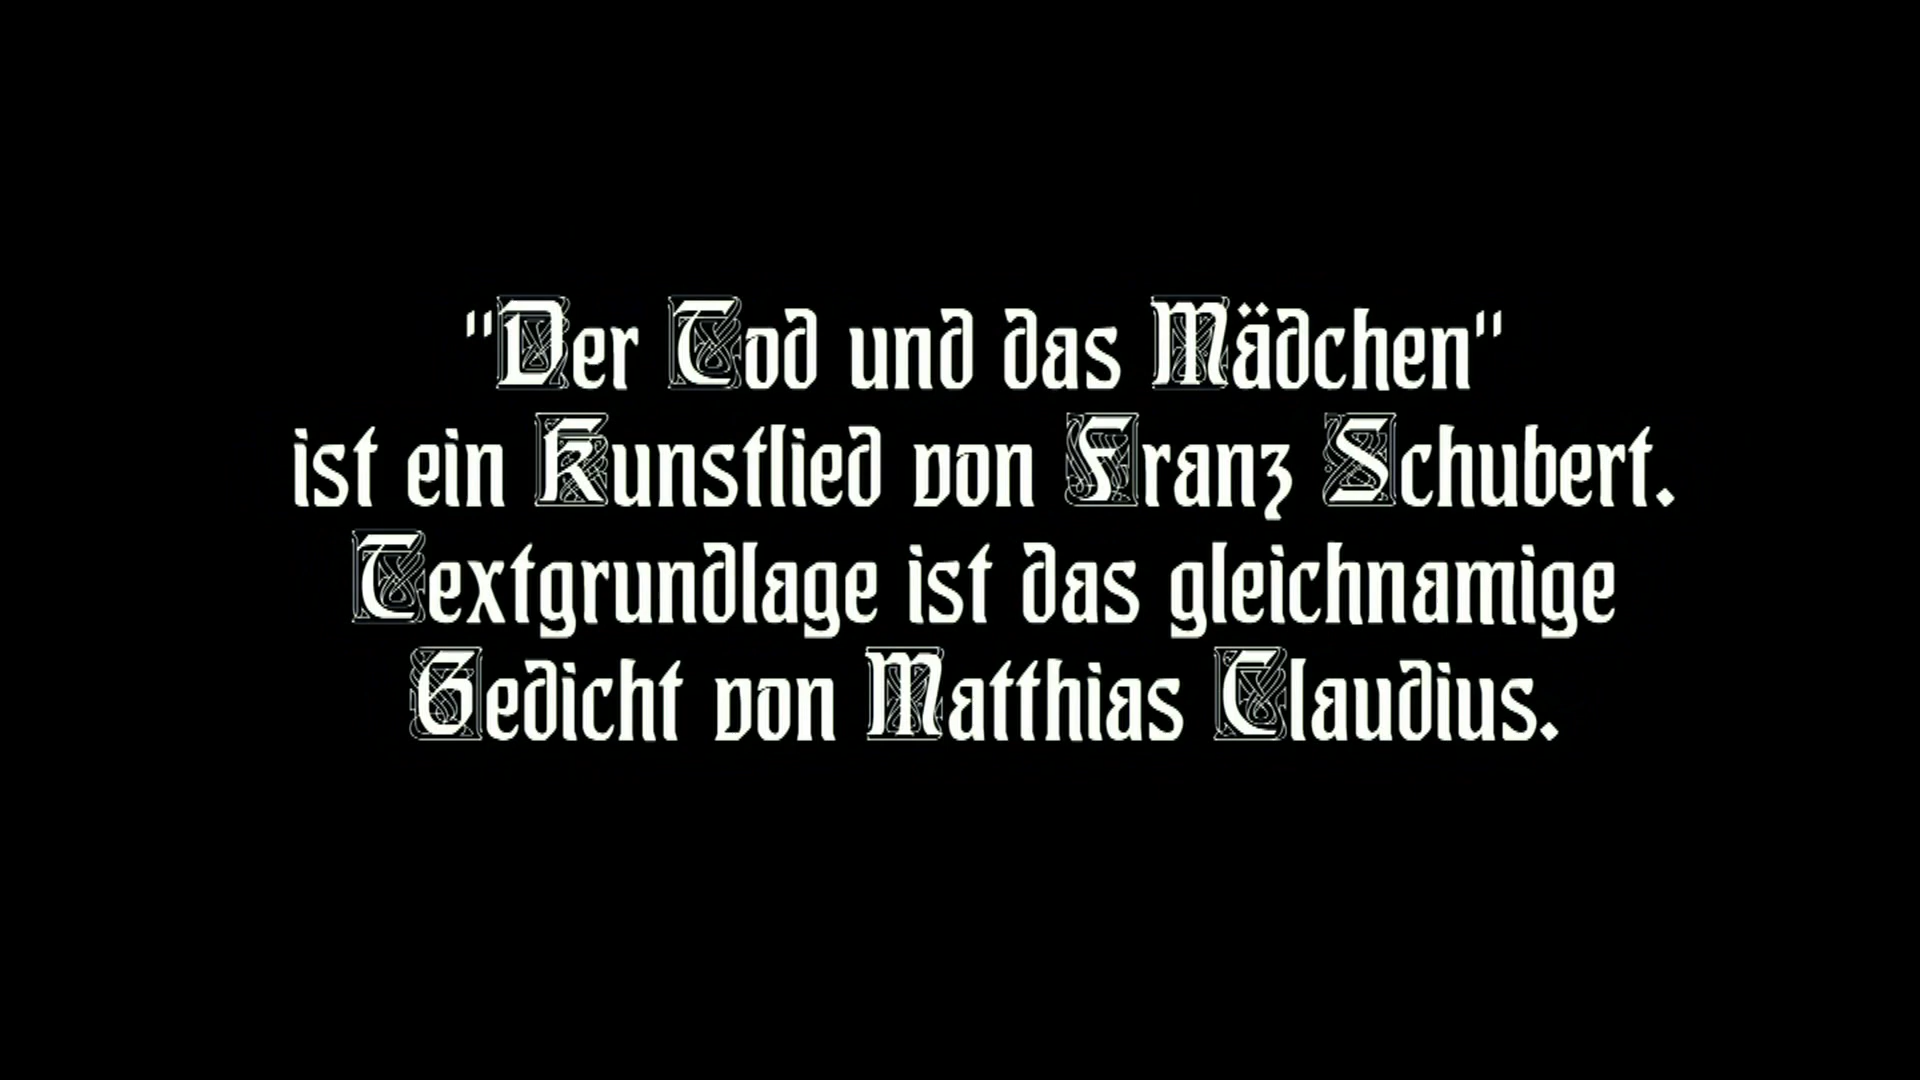 "Der Tod und das Mädchen"
ist ein Kunstlied von Franz Schubert.
Textgrundlage ist das gleichnamige
Gedicht von Matthias Claudius.